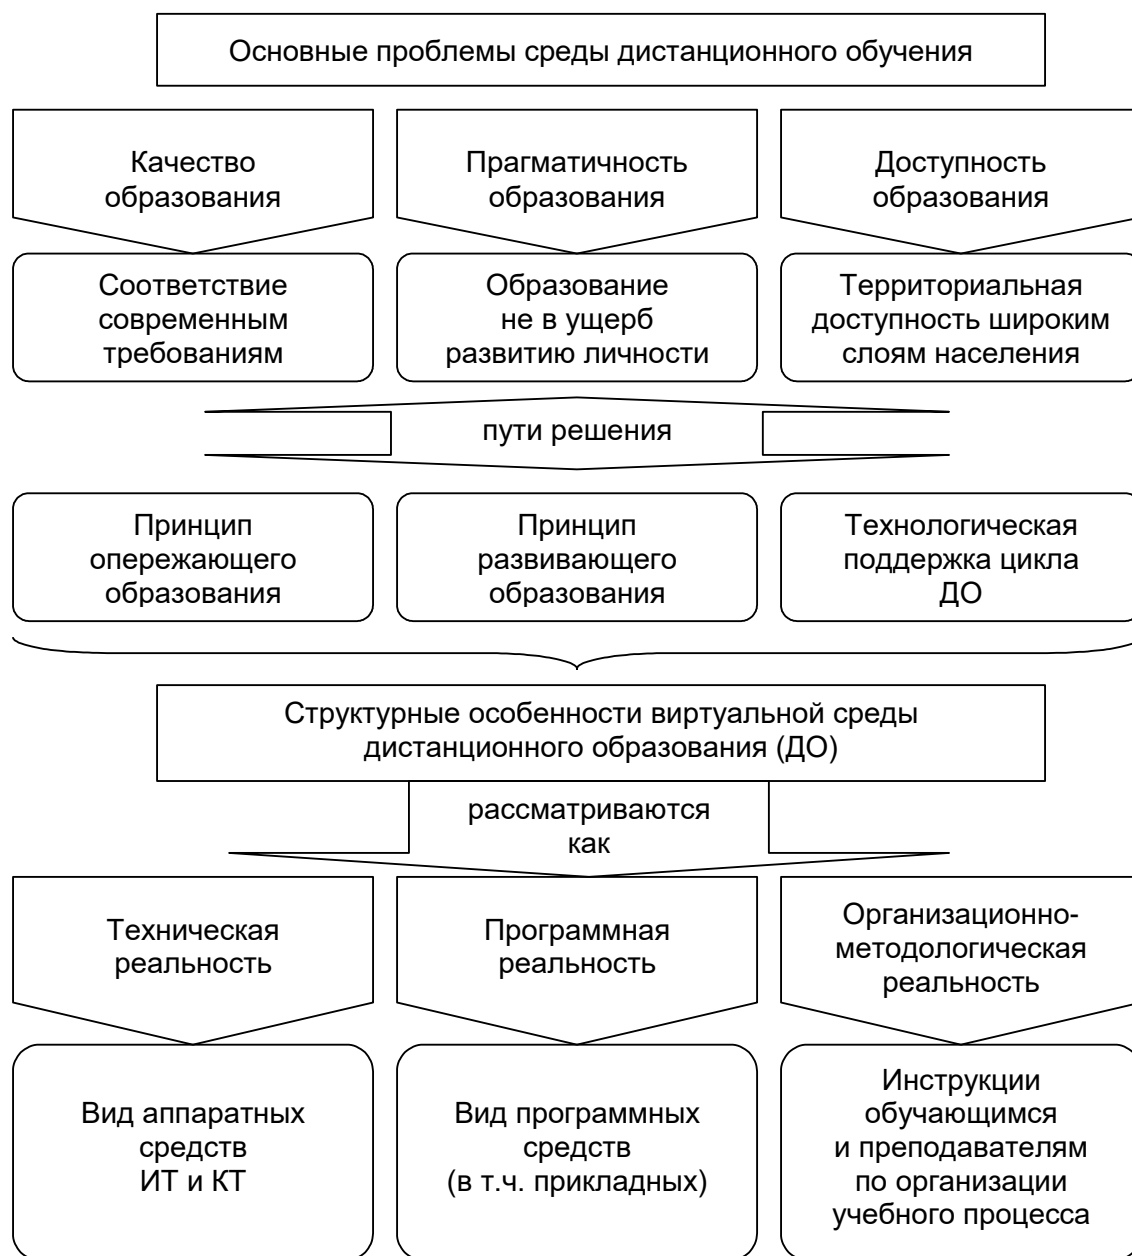 Основные проблемы среды дистанционного обучения
Качество
образования
Прагматичность
образования
Доступность
образования
Соответствие
современным
требованиям
Образование
не в ущерб
развитию личности
Территориальная
доступность широким
слоям населения
пути решения
Принцип
опережающего
образования
Принцип
развивающего
образования
Технологическая
поддержка цикла
ДО
Структурные особенности виртуальной среды
дистанционного образования (ДО)
рассматриваются
как
Техническая
реальность
Программная
реальность
Организационно-
методологическая
реальность
Вид аппаратных
средств
ИТ и КТ
Вид программных
средств
(в т.ч. прикладных)
Инструкции
обучающимся
и преподавателям
по организации
учебного процесса